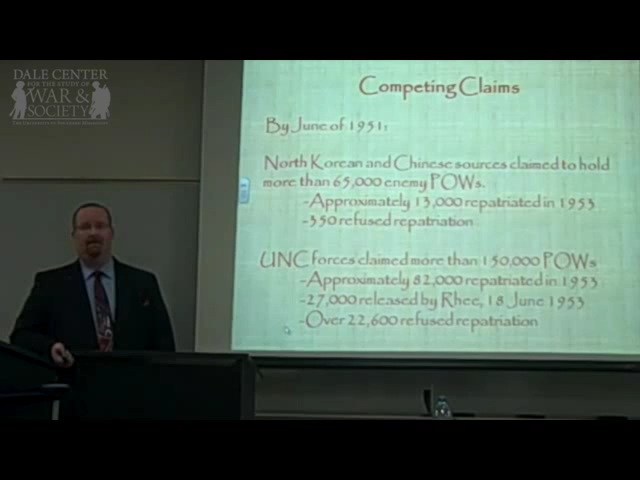 DALE CENTER
FOR THE STUDY OF
WAR &
SOCIETY
Competing Claims
By June of 1951:
North Korean and Chinese sources claimed to hold
more than 65,000 enemy POWs.
-Approximately 13,000 repatriated in 1953
-350 refused repatriation
UNC forces claimed more than 150,000 POWs
-Approximately 82,000 repatriated in 1953
-27,000 released by Rhee, 18 June 1953
-Over 22,600 refused repatriation